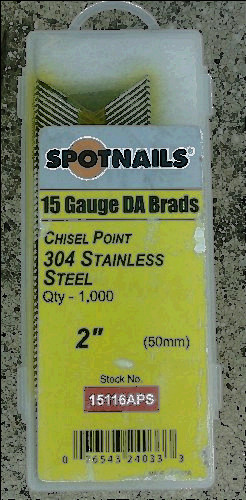 SPOTNAILS®
15 Gauge DA Brads
CHISEL POINT
304 STAINLESS
STEEL
Qty - 1,000
2" (50mm)
Stock No.
15116APS
0 76543 24033 3